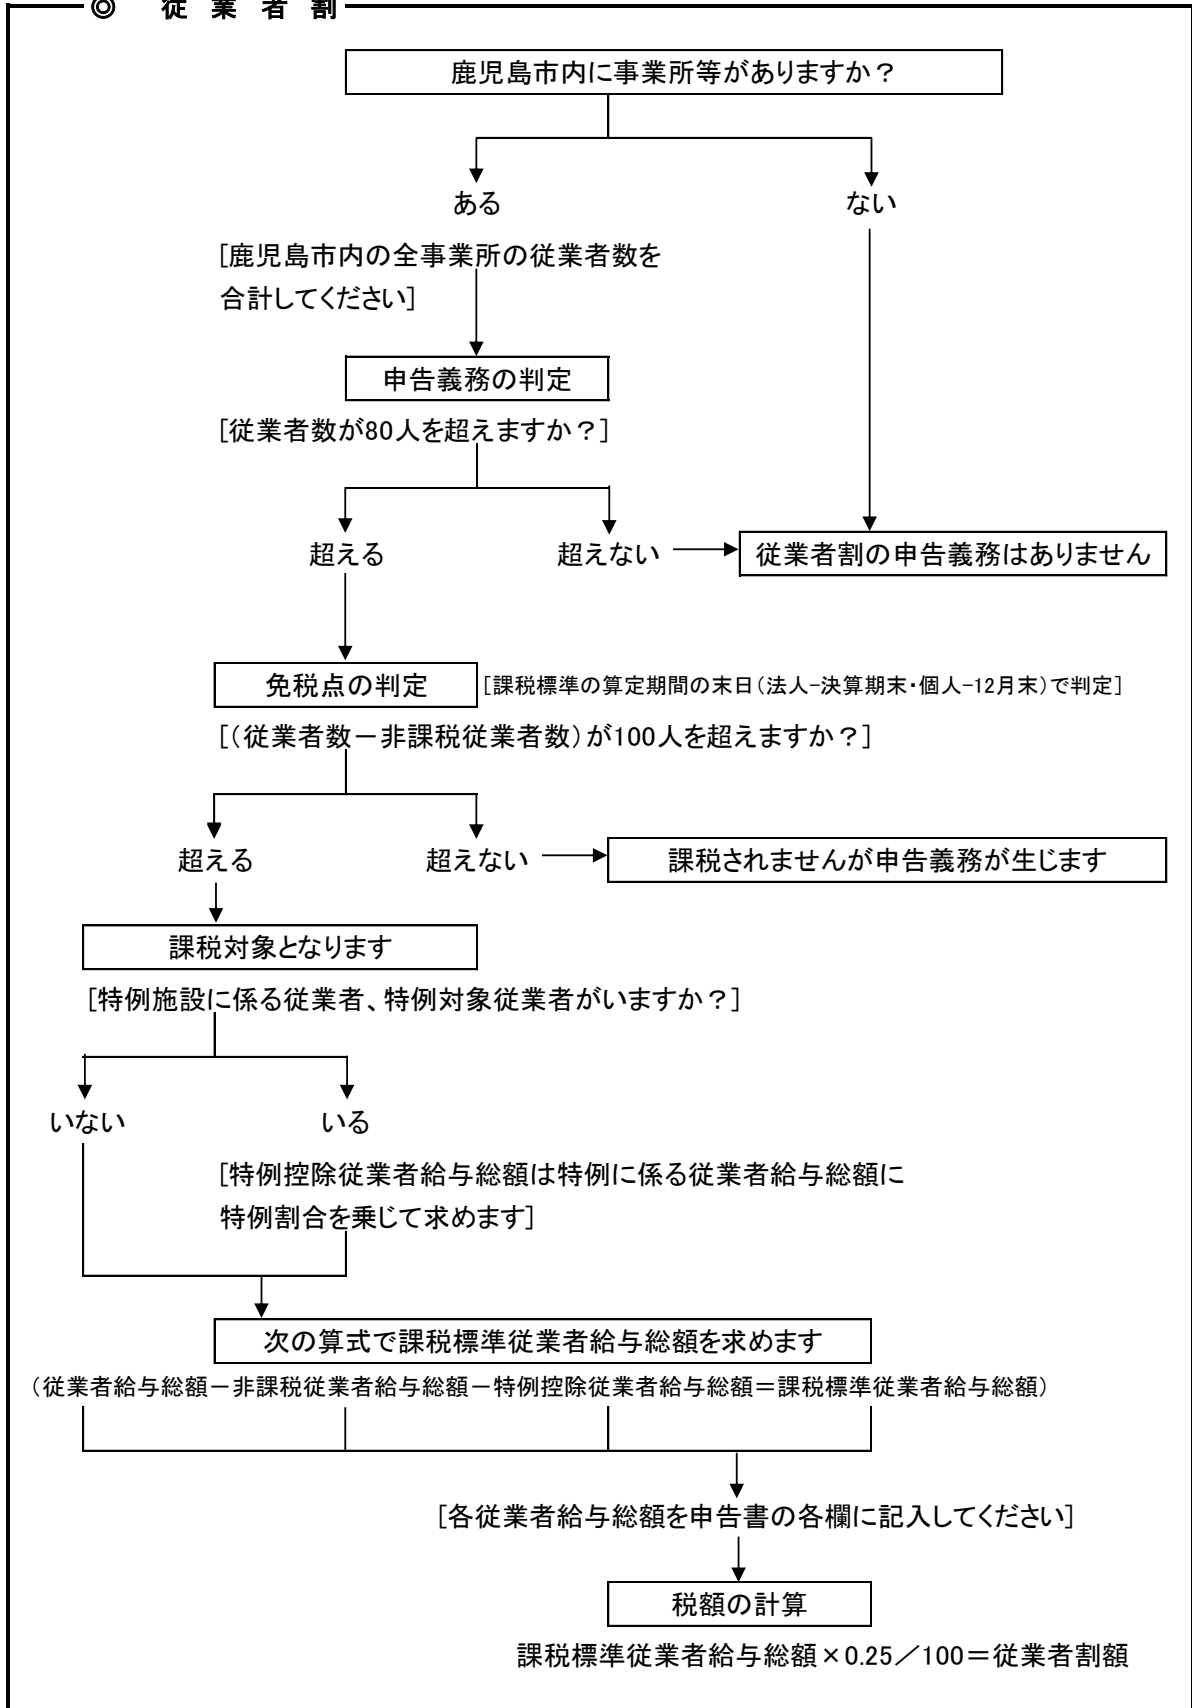 ◎ 従業者割
鹿児島市内に事業所等がありますか？
ある
ない
[鹿児島市内の全事業所の従業者数を
合計してください]
申告義務の判定
[従業者数が80人を超えますか？]
超える
超えない
従業者割の申告義務はありません
免税点の判定
[課税標準の算定期間の末日（法人－決算期末・個人－12月末）で判定]
[（従業者数－非課税従業者数）が100人を超えますか？]
超える
超えない
課税されませんが申告義務が生じます
課税対象となります
[特例施設に係る従業者、特例対象従業者がいますか？]
いない
いる
[特例控除従業者給与総額は特例に係る従業者給与総額に
特例割合を乗じて求めます]
次の算式で課税標準従業者給与総額を求めます
（従業者給与総額－非課税従業者給与総額－特例控除従業者給与総額＝課税標準従業者給与総額）
[各従業者給与総額を申告書の各欄に記入してください]
税額の計算
課税標準従業者給与総額×0.25／100＝従業者割額